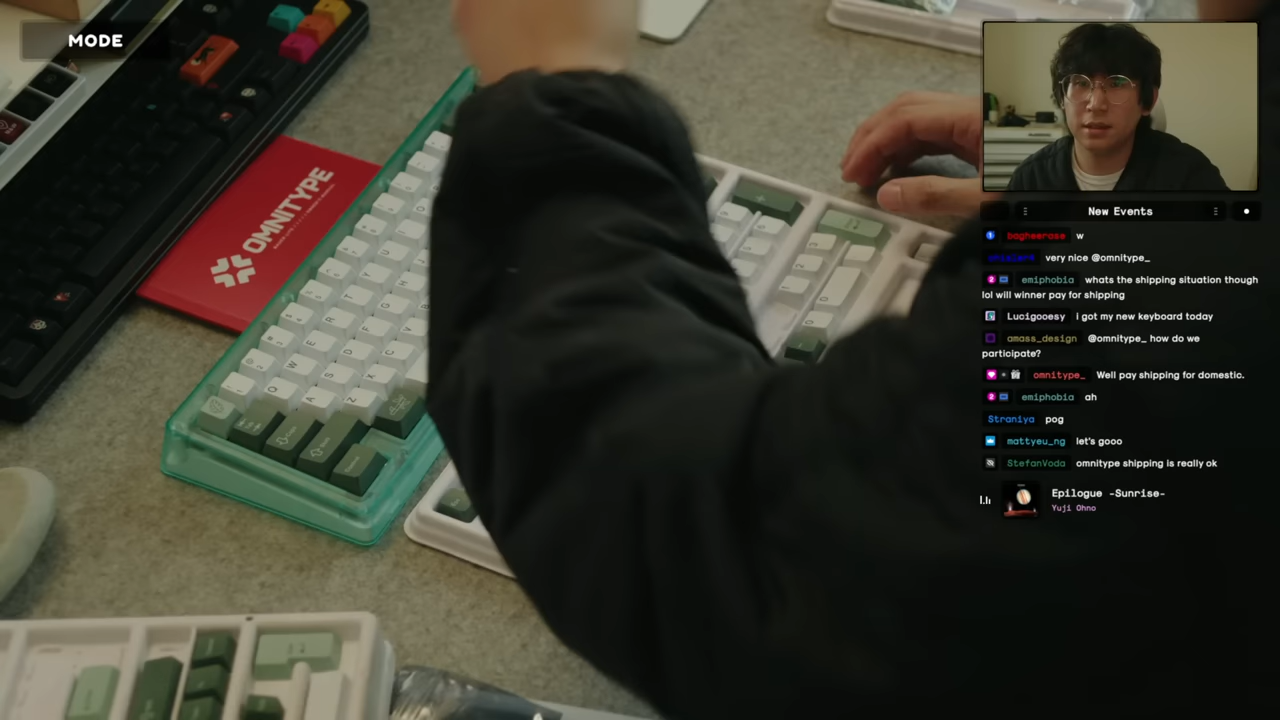 MODE
OMNITYPE
New Events
bagheerose w
very nice @omnitype_
emiphobia whats the shipping situation though
lol will winner pay for shipping
Lucigooesy i got my new keyboard today
amass_design @omnitype_ how do we
participate?
omnitype_ Well pay shipping for domestic.
emiphobia ah
Straniya pog
mattyeu_ng let's gooo
StefanVoda omnitype shipping is really ok
Epilogue -Sunrise-
Yuji Ohno